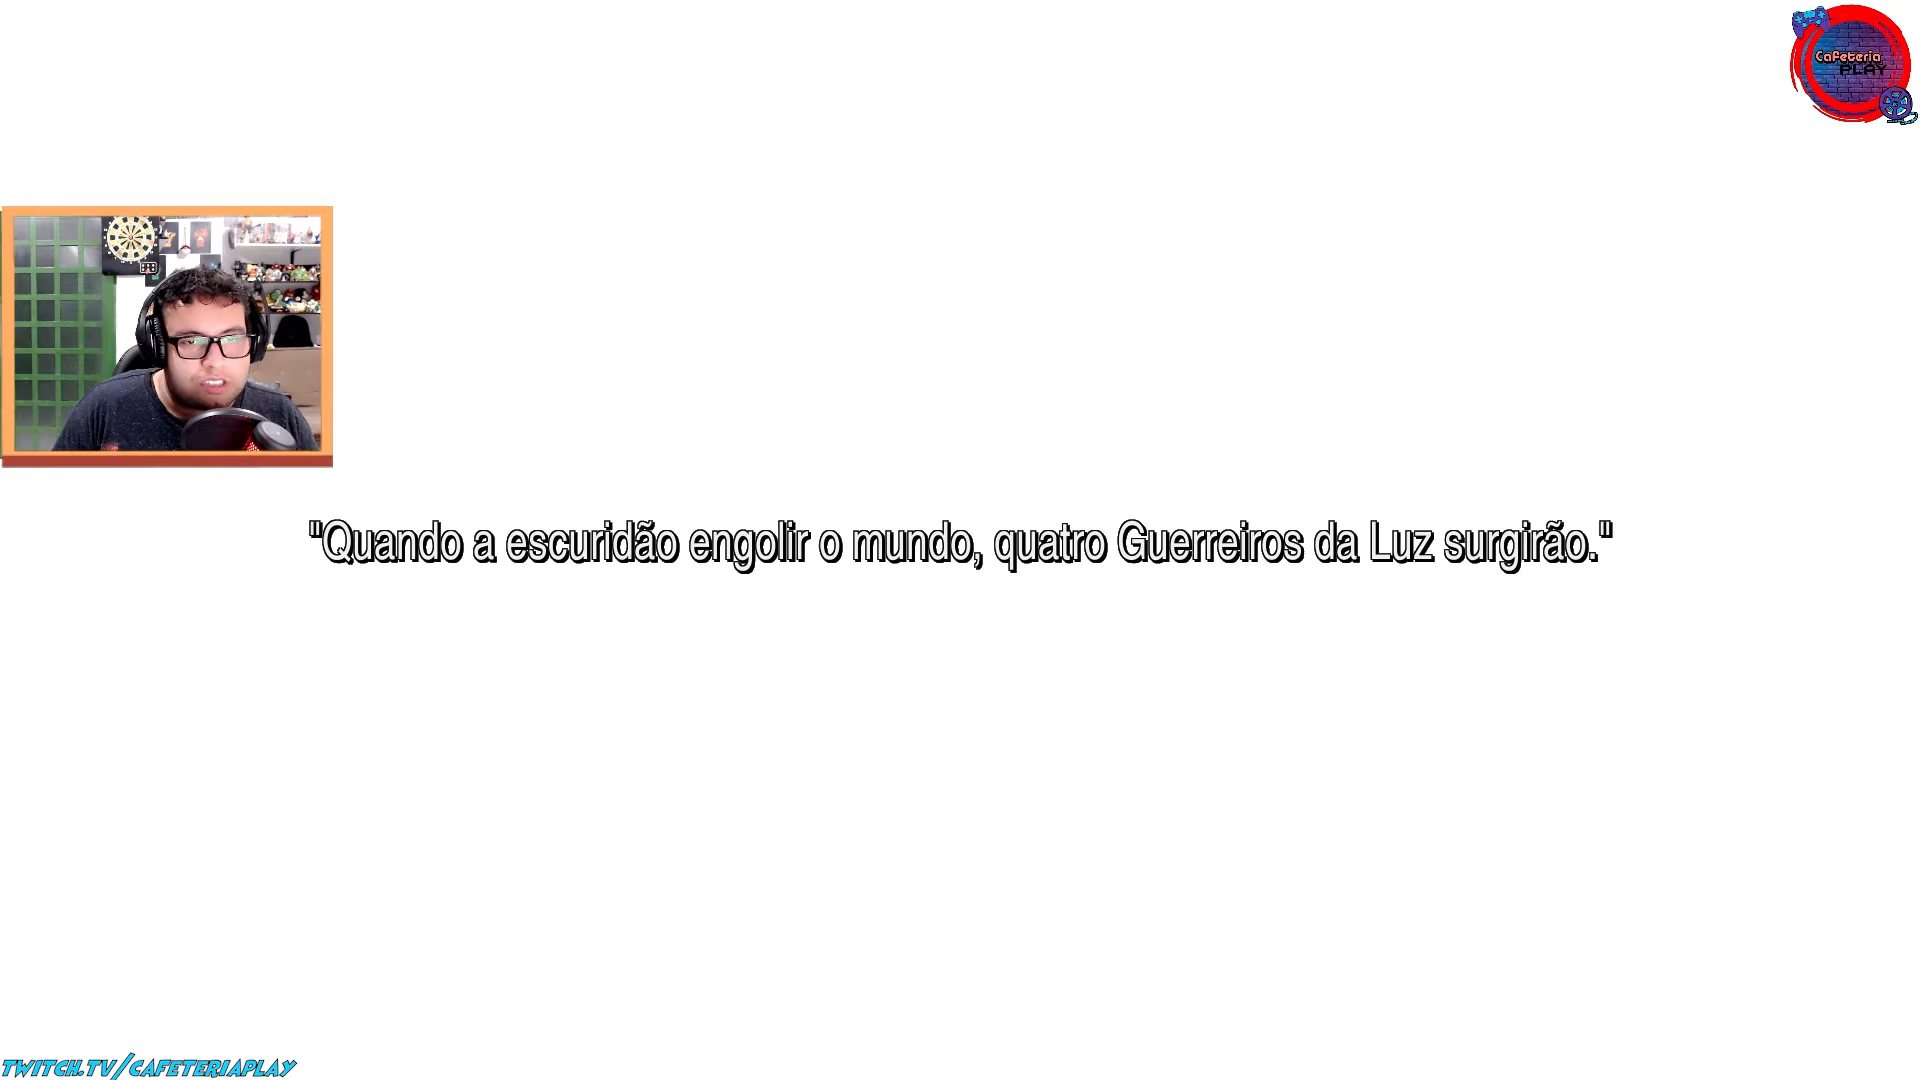 Cafeteria
PLAY
"Quando a escuridão engolir o mundo, quatro Guerreiros da Luz surgirão."
TWITCH.TV/CAFETERIAPLAY